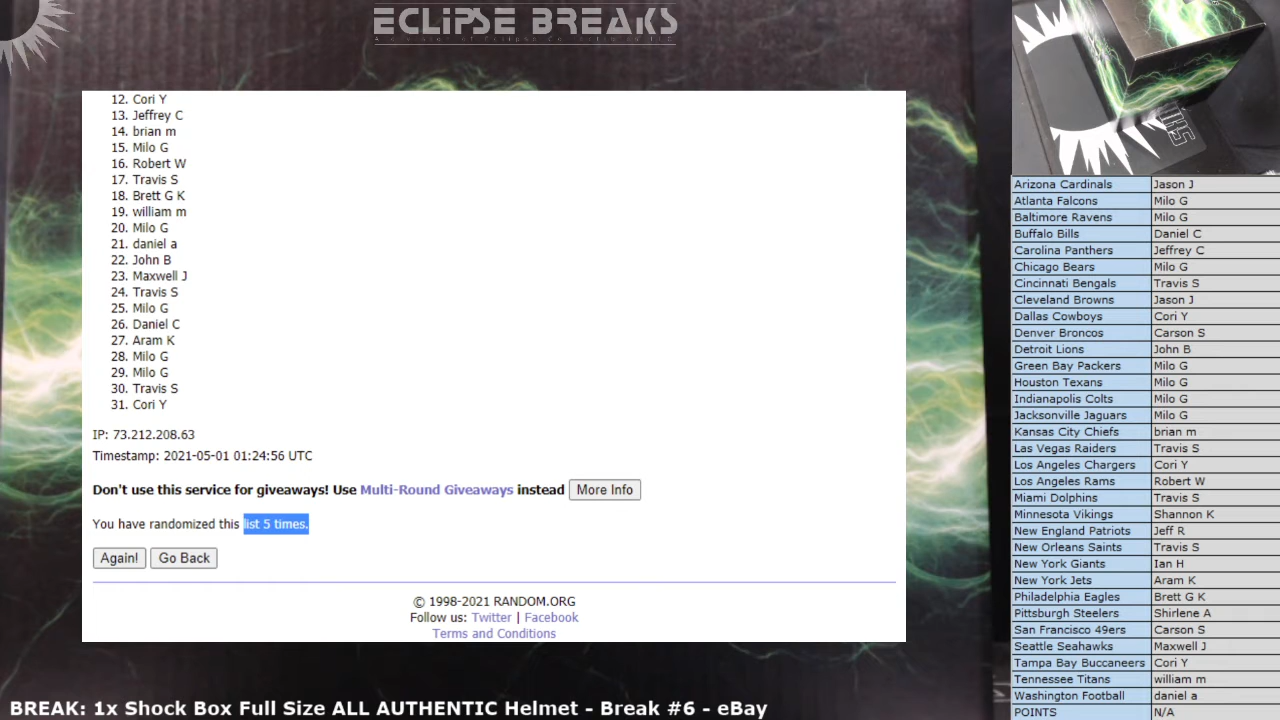 ECLIPSE BREAKS
12. Cori Y
13. Jeffrey C
14. brian m
15. Milo G
16. Robert W
17. Travis S
18. Brett G K
19. william m
20. Milo G
21. daniel a
22. John B
23. Maxwell J
24. Travis S
25. Milo G
26. Daniel C
27. Aram K
28. Milo G
29. Milo G
30. Travis S
31. Cori Y
IP: 73.212.208.63
Timestamp: 2021-05-01 01:24:56 UTC
Don't use this service for giveaways! Use Multi-Round Giveaways instead More Info
You have randomized this list 5 times.
Again! Go Back
© 1998-2021 RANDOM.ORG
Follow us: Twitter | Facebook
Terms and Conditions
Arizona Cardinals Jason J
Atlanta Falcons Milo G
Baltimore Ravens Milo G
Buffalo Bills Daniel C
Carolina Panthers Jeffrey C
Chicago Bears Milo G
Cincinnati Bengals Travis S
Cleveland Browns Jason J
Dallas Cowboys Cori Y
Denver Broncos Carson S
Detroit Lions John B
Green Bay Packers Milo G
Houston Texans Milo G
Indianapolis Colts Milo G
Jacksonville Jaguars Milo G
Kansas City Chiefs brian m
Las Vegas Raiders Travis S
Los Angeles Chargers Cori Y
Los Angeles Rams Robert W
Miami Dolphins Travis S
Minnesota Vikings Shannon K
New England Patriots Jeff R
New Orleans Saints Travis S
New York Giants Ian H
New York Jets Aram K
Philadelphia Eagles Brett G K
Pittsburgh Steelers Shirlene A
San Francisco 49ers Carson S
Seattle Seahawks Maxwell J
Tampa Bay Buccaneers Cori Y
Tennessee Titans william m
Washington Football daniel a
POINTS N/A
BREAK: 1x Shock Box Full Size ALL AUTHENTIC Helmet - Break #6 - eBay